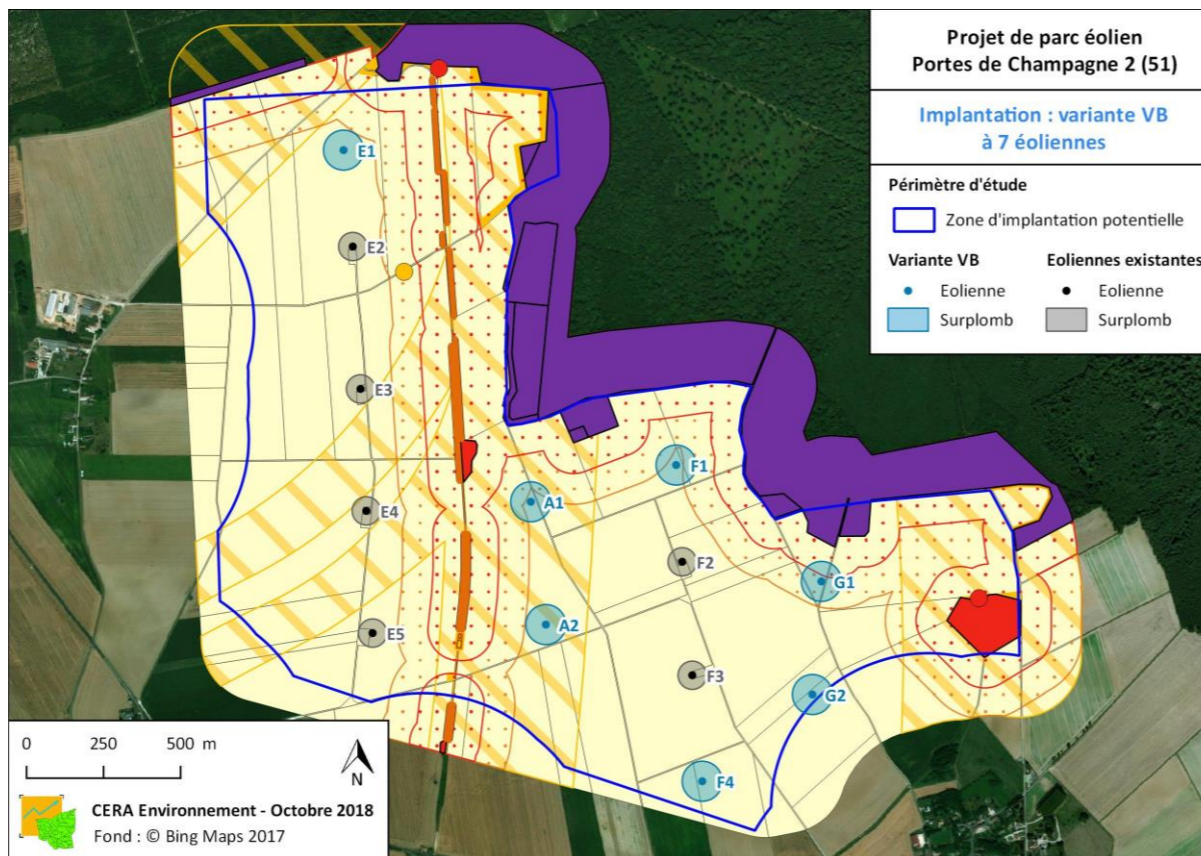 Projet de parc éolien
Portes de Champagne 2 (51)
Implantation : variante VB
à 7 éoliennes
Périmètre d'étude
Zone d'implantation potentielle
Variante VB
Eoliennes existantes
Eolienne
Eolienne
Surplomb
Surplomb
E1
E2
E3
F1
A1
E4
F2
G1
A2
E5
F3
G2
F4
0 250 500 m
N
CERA Environnement - Octobre 2018
Fond : © Bing Maps 2017